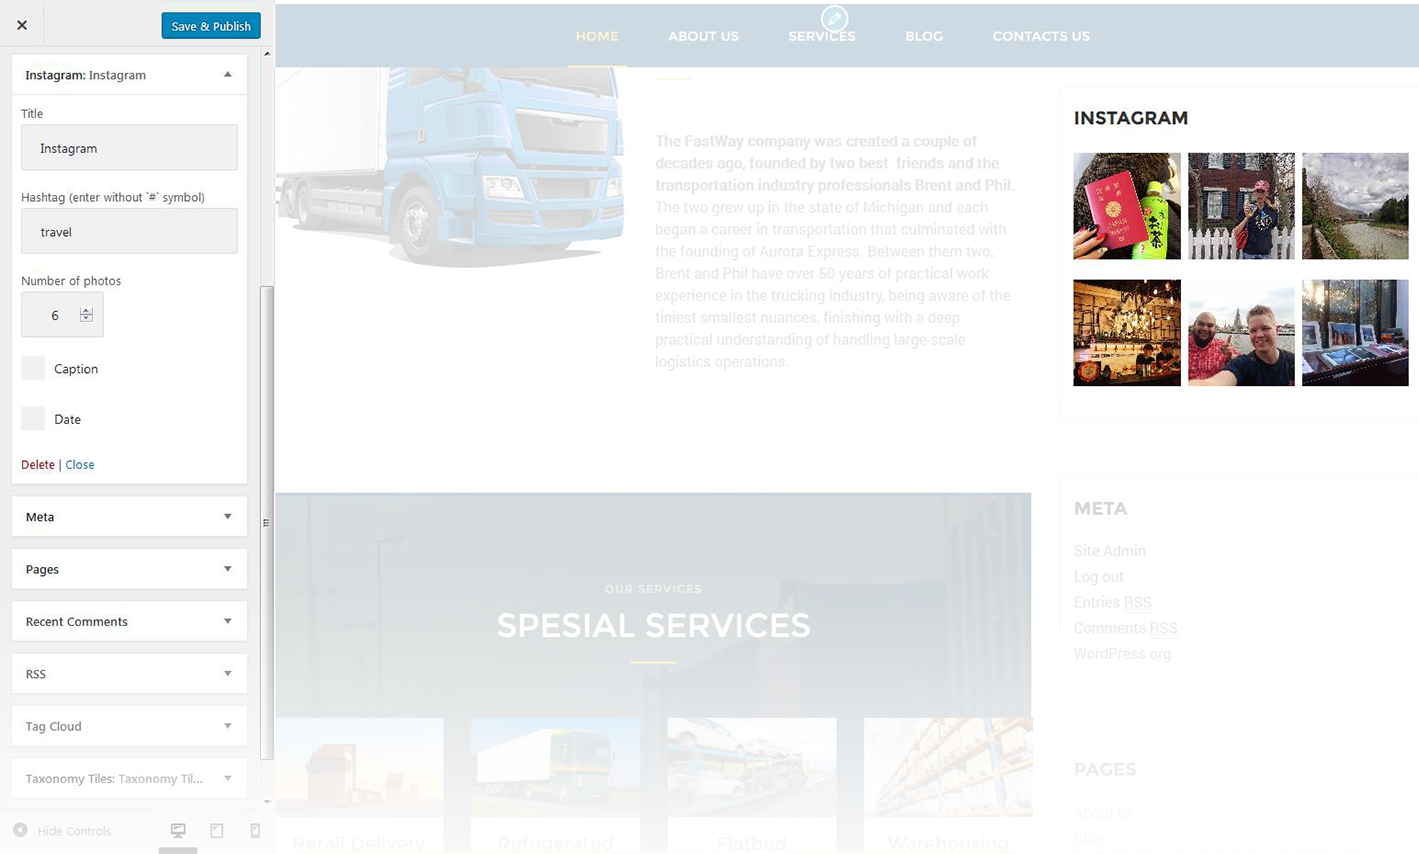 Save & Publish
Instagram: Instagram
Title
Instagram
Hashtag (enter without `#` symbol)
travel
Number of photos
6
Caption
Date
Delete | Close
Meta
Pages
Recent Comments
RSS
Tag Cloud
Taxonomy Tiles: Taxonomy Til...
Hide Controls
HOME ABOUT US SERVICES BLOG CONTACTS US
The FastWay company was created a couple of
decades ago, founded by two best friends and the
transportation industry professionals Brent and Phil.
The two grew up in the state of Michigan and each
began a career in transportation that culminated with
the founding of Aurora Express. Between them two,
Brent and Phil have over 50 years of practical work
experience in the trucking industry, being aware of the
tiniest smallest nuances, finishing with a deep
practical understanding of handling large-scale
logistics operations.
OUR SERVICES
SPESIAL SERVICES
Retail Delivery
Refrigerated
Flatbed
Warehousing
INSTAGRAM
JAPAN
META
Site Admin
Log out
Entries RSS
Comments RSS
WordPress.org
PAGES
About us
Blog